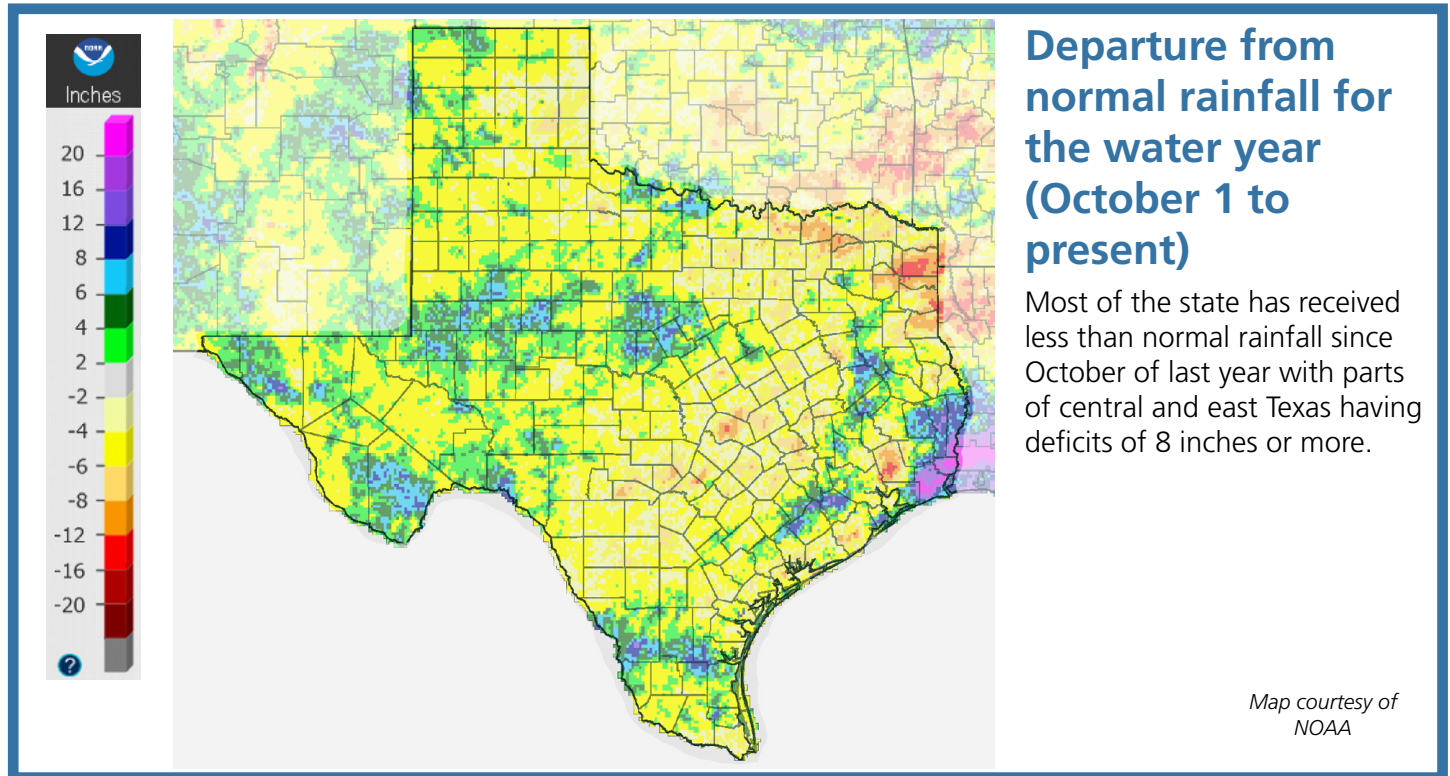 NOAA
Inches
20
16
12
8
6
4
2
-2
-4
-6
-8
-12
-16
-20
?
Departure from
normal rainfall for
the water year
(October 1 to
present)
Most of the state has received
less than normal rainfall since
October of last year with parts
of central and east Texas having
deficits of 8 inches or more.
Map courtesy of
NOAA